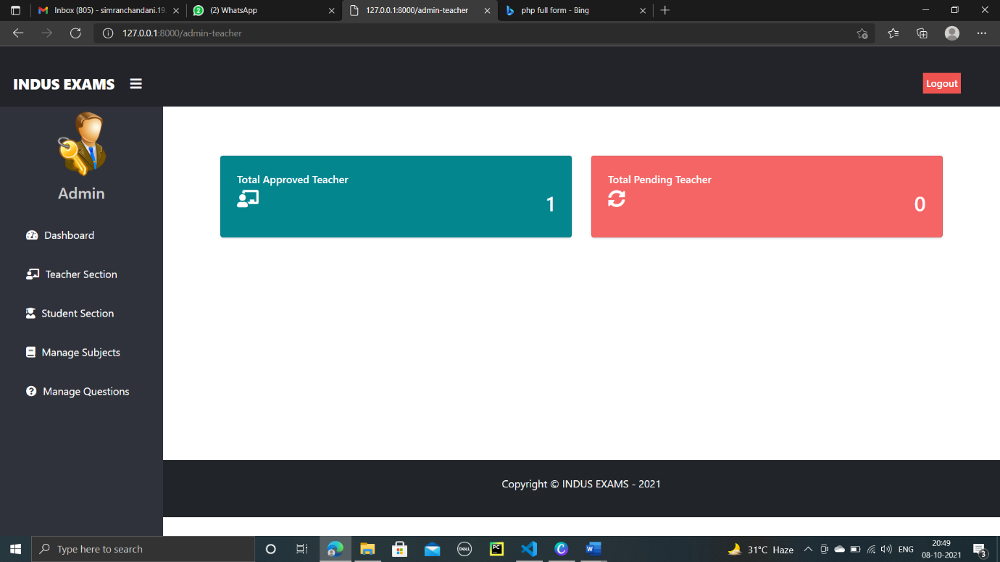 Inbox (805) - simranchandani.19
(2) WhatsApp
127.0.0.1:8000/admin-teacher
php full form - Bing
127.0.0.1:8000/admin-teacher
INDUS EXAMS
Logout
Admin
Dashboard
Teacher Section
Student Section
Manage Subjects
Manage Questions
Total Approved Teacher
1
Total Pending Teacher
0
Copyright © INDUS EXAMS - 2021
Type here to search
DELL
PC
31°C Haze
ENG
20:49
08-10-2021
3